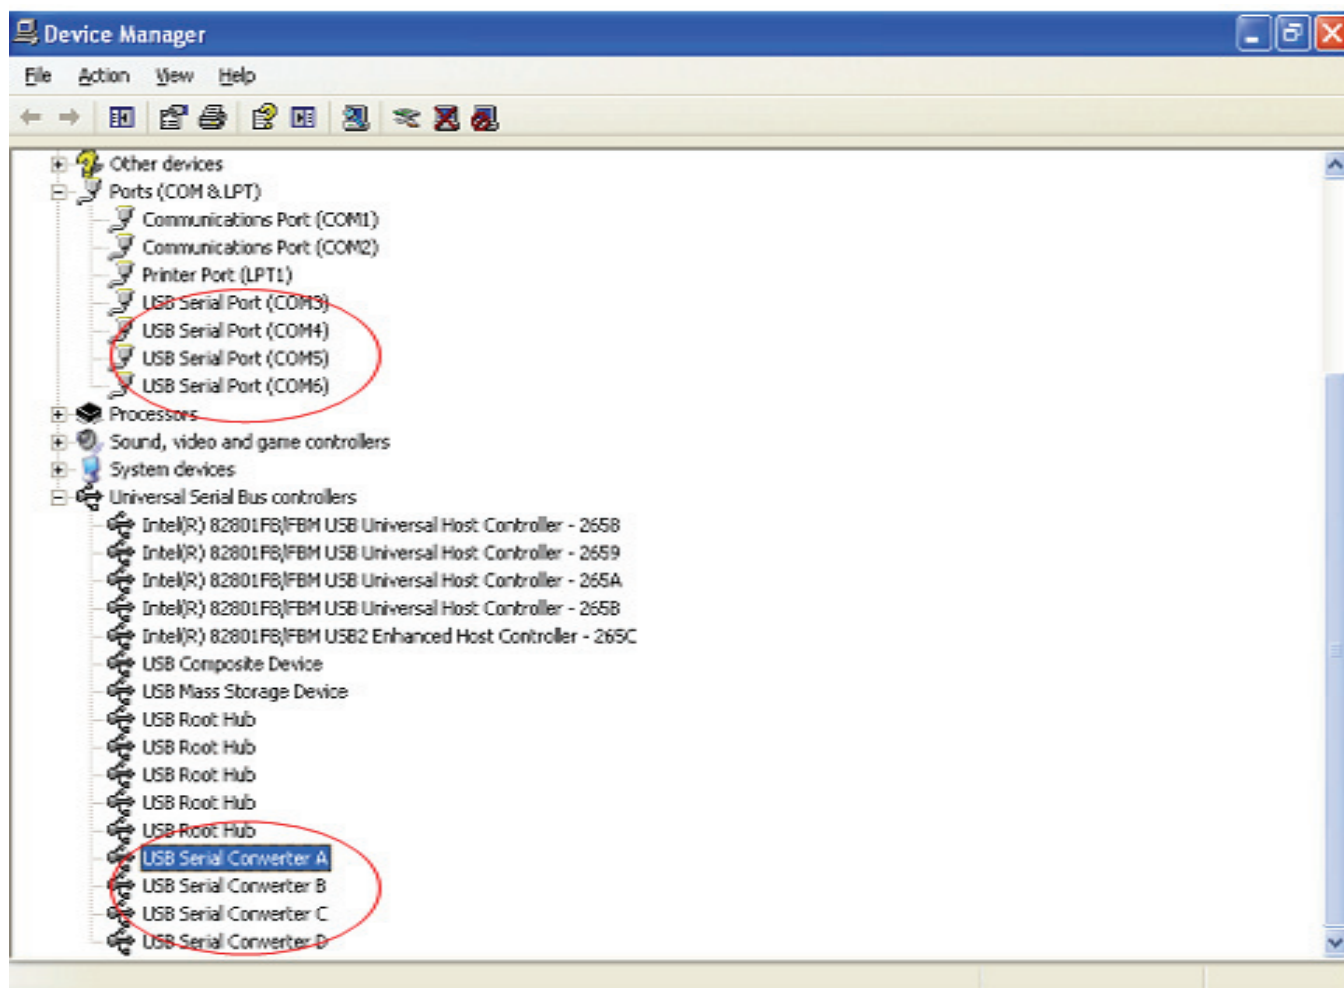 Device Manager
File Action View Help
Other devices
Ports (COM & LPT)
Communications Port (COM1)
Communications Port (COM2)
Printer Port (LPT1)
USB Serial Port (COM3)
USB Serial Port (COM4)
USB Serial Port (COM5)
USB Serial Port (COM6)
Processors
Sound, video and game controllers
System devices
Universal Serial Bus controllers
Intel(R) 82801FB/FBM USB Universal Host Controller - 2658
Intel(R) 82801FB/FBM USB Universal Host Controller - 2659
Intel(R) 82801FB/FBM USB Universal Host Controller - 265A
Intel(R) 82801FB/FBM USB Universal Host Controller - 265B
Intel(R) 82801FB/FBM USB2 Enhanced Host Controller - 265C
USB Composite Device
USB Mass Storage Device
USB Root Hub
USB Root Hub
USB Root Hub
USB Root Hub
USB Root Hub
USB Serial Converter A
USB Serial Converter B
USB Serial Converter C
USB Serial Converter D